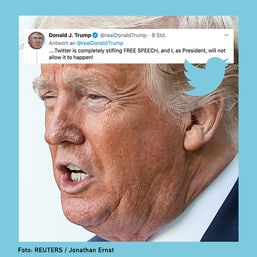 Donald J. Trump @realDonaldTrump · 8 Std.
Antwort an @realDonaldTrump
....Twitter is completely stifling FREE SPEECH, and I, as President, will not
allow it to happen!
Foto: REUTERS / Jonathan Ernst